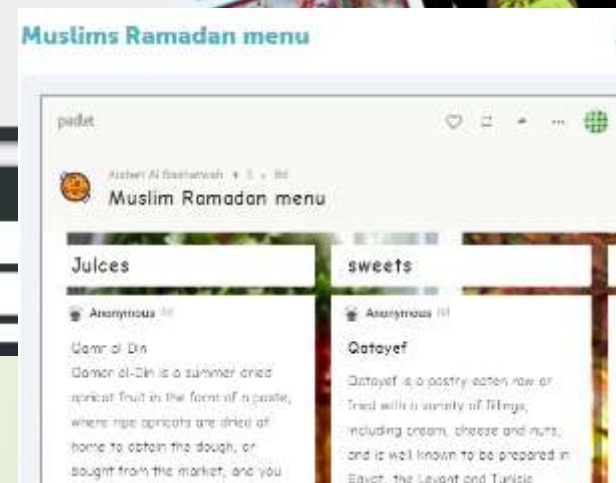 Muslims Ramadan menu
padlet
Muslim Ramadan menu
Juices
Anonymous
Qamr al-Din
Qamar al-Din is a summer dried
apricot fruit in the form of a paste,
where ripe apricots are dried at
home to obtain the dough, or
bought from the market, and you
sweets
Anonymous
Qatayef
Qatayef is a pastry eaten raw or
fried with a variety of fillings,
including cream, cheese and nuts,
and is well known to be prepared in
Egypt, the Levant and Tunisia